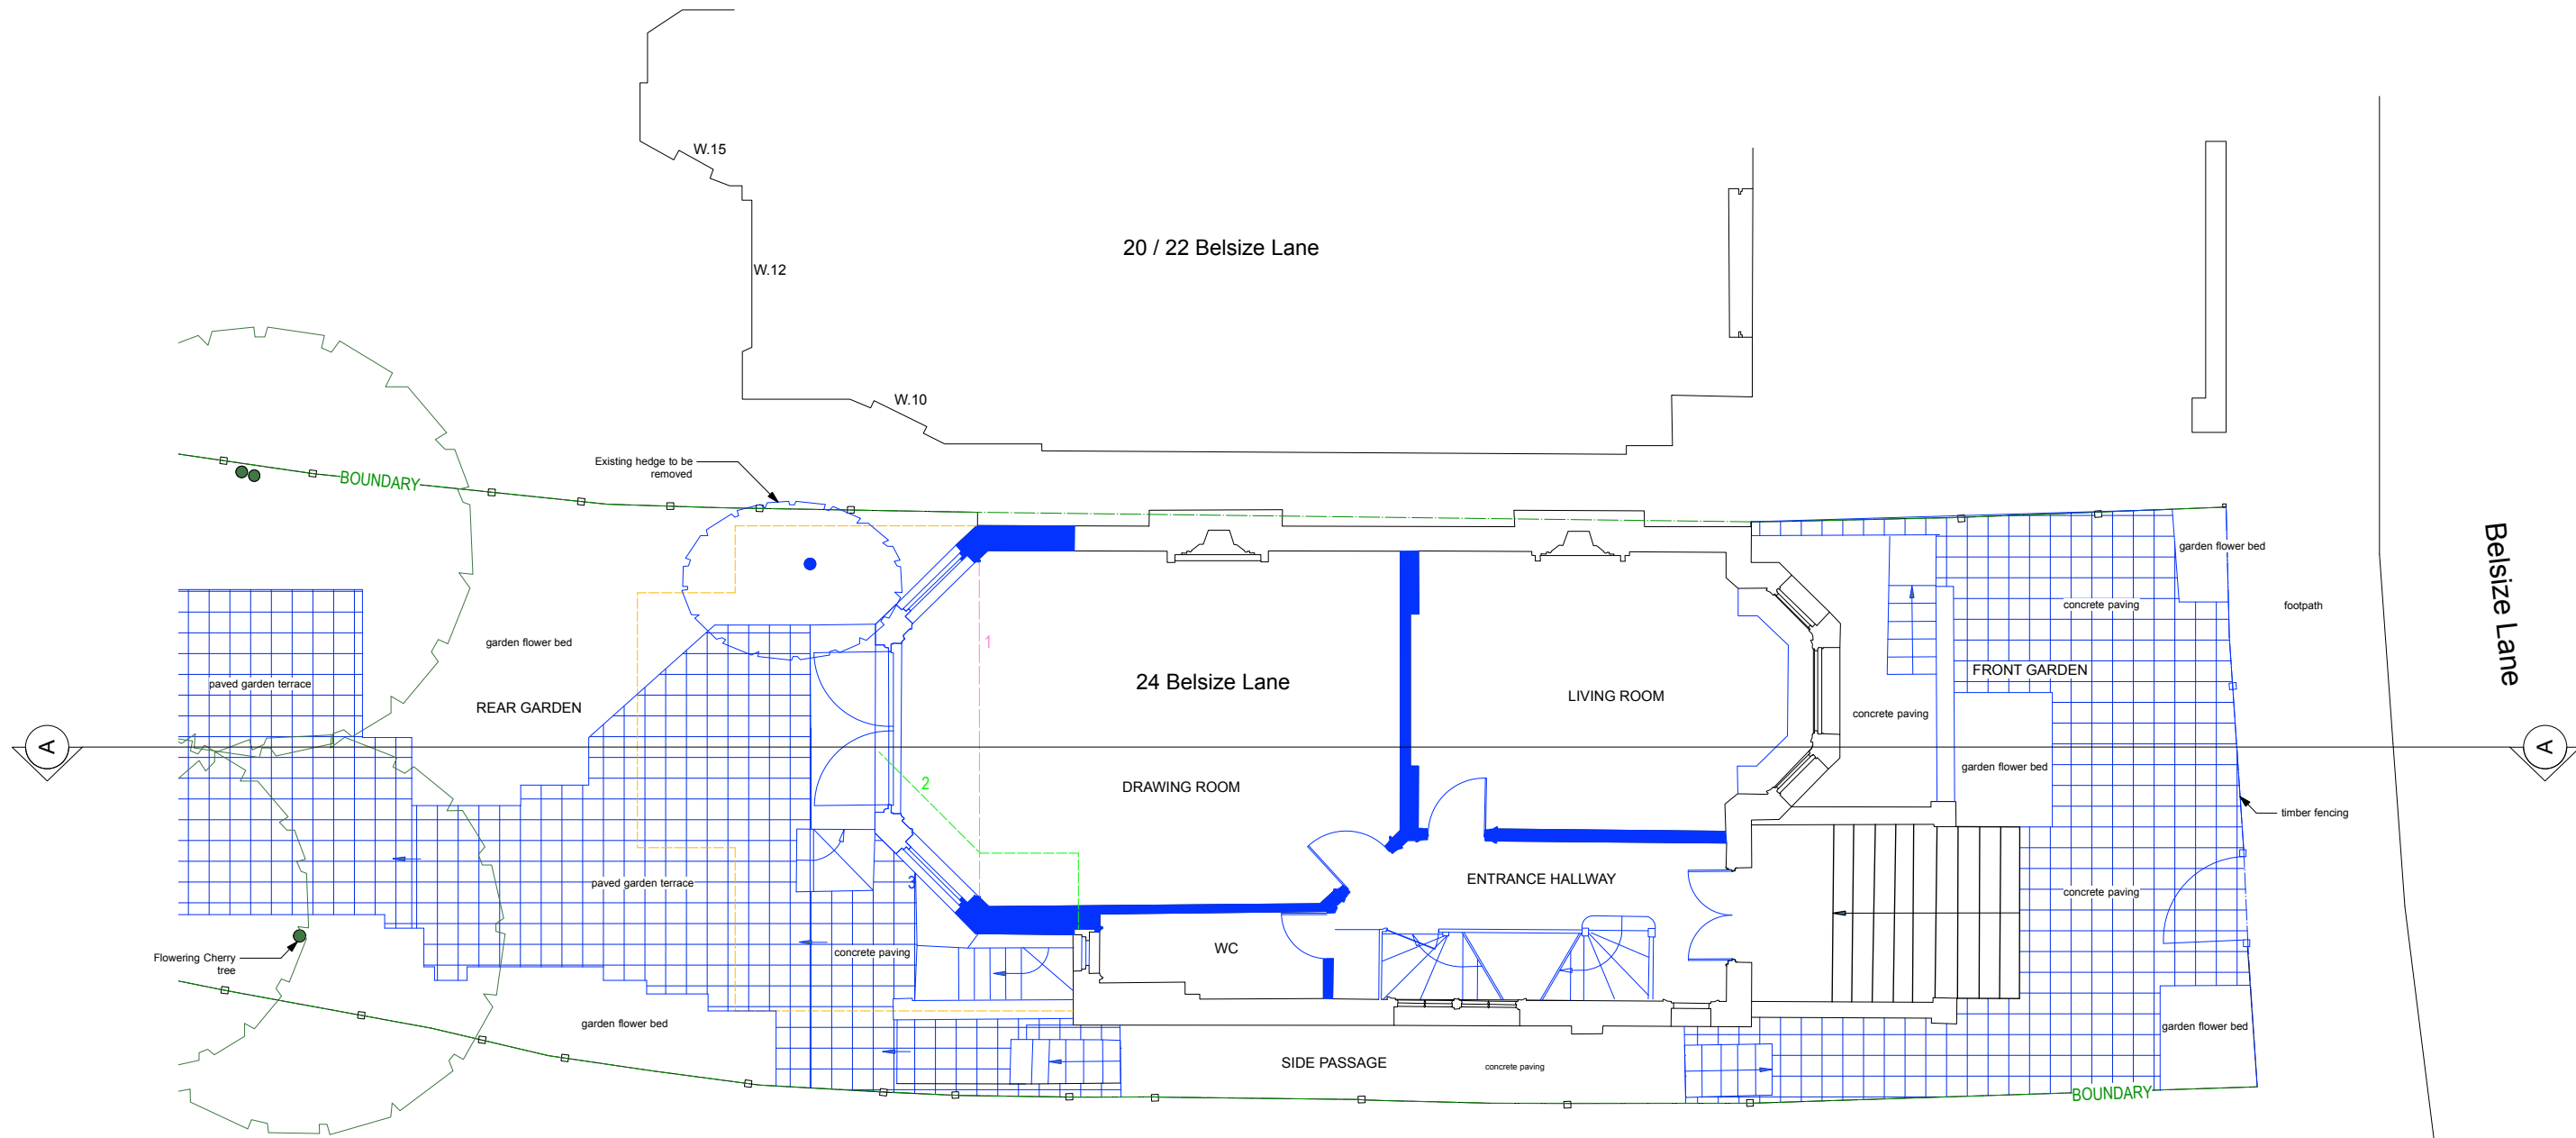 W.15
20 / 22 Belsize Lane
W.12
W.10
Existing hedge to be
removed
BOUNDARY
Belsize Lane
garden flower bed
concrete paving
footpath
garden flower bed
1
FRONT GARDEN
paved garden terrace
24 Belsize Lane
LIVING ROOM
REAR GARDEN
concrete paving
A
A
garden flower bed
2
DRAWING ROOM
timber fencing
paved garden terrace
3
ENTRANCE HALLWAY
concrete paving
WC
concrete paving
Flowering Cherry
tree
garden flower bed
garden flower bed
SIDE PASSAGE
concrete paving
BOUNDARY